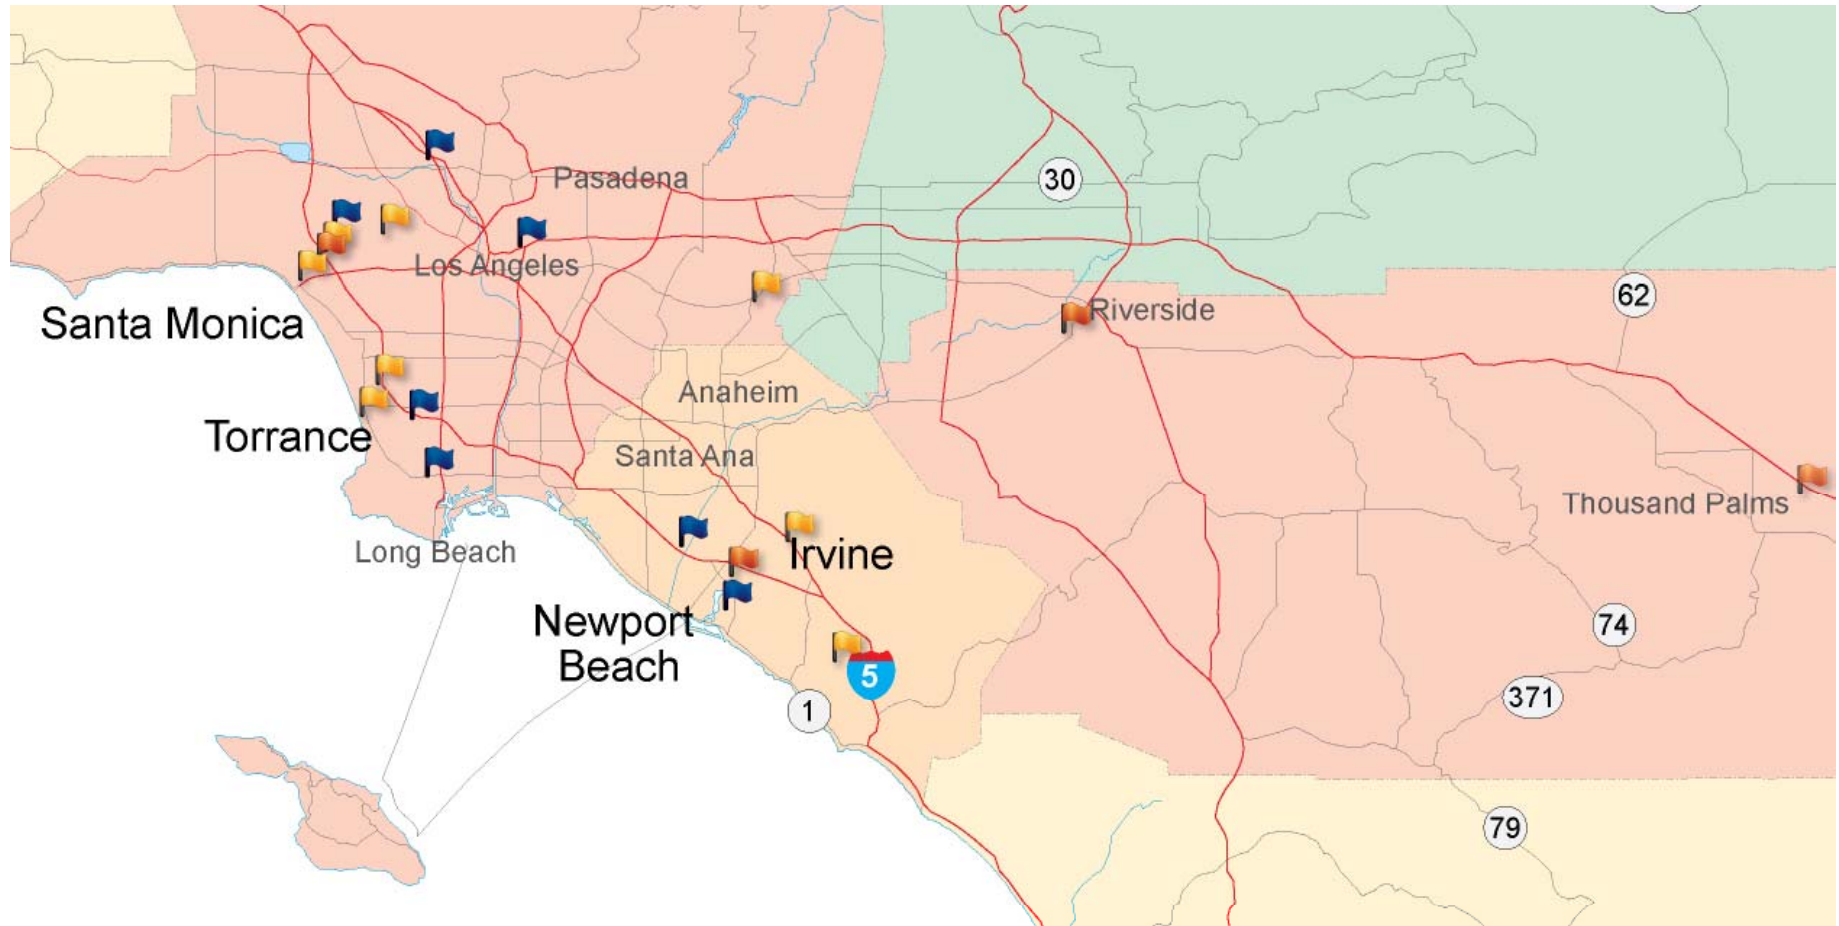 Pasadena
30
Los Angeles
Santa Monica
Riverside
62
Anaheim
Torrance
Santa Ana
Thousand Palms
Long Beach
Irvine
Newport
Beach
74
5
1
371
79